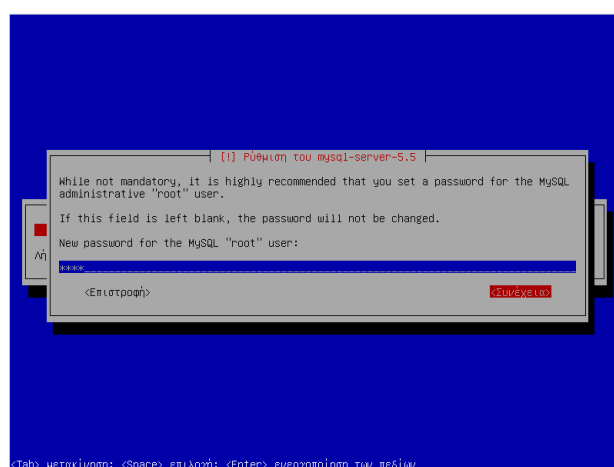 [!] Ρύθμιση του mysql-server-5.5
While not mandatory, it is highly recommended that you set a password for the MySQL
administrative "root" user.
If this field is left blank, the password will not be changed.
New password for the MySQL "root" user:
Λή
****
<Επιστροφή>
<Συνέχεια>
<Tab> μετακίνηση; <Space> επιλογή; <Enter> ενεργοποίηση των πεδίων